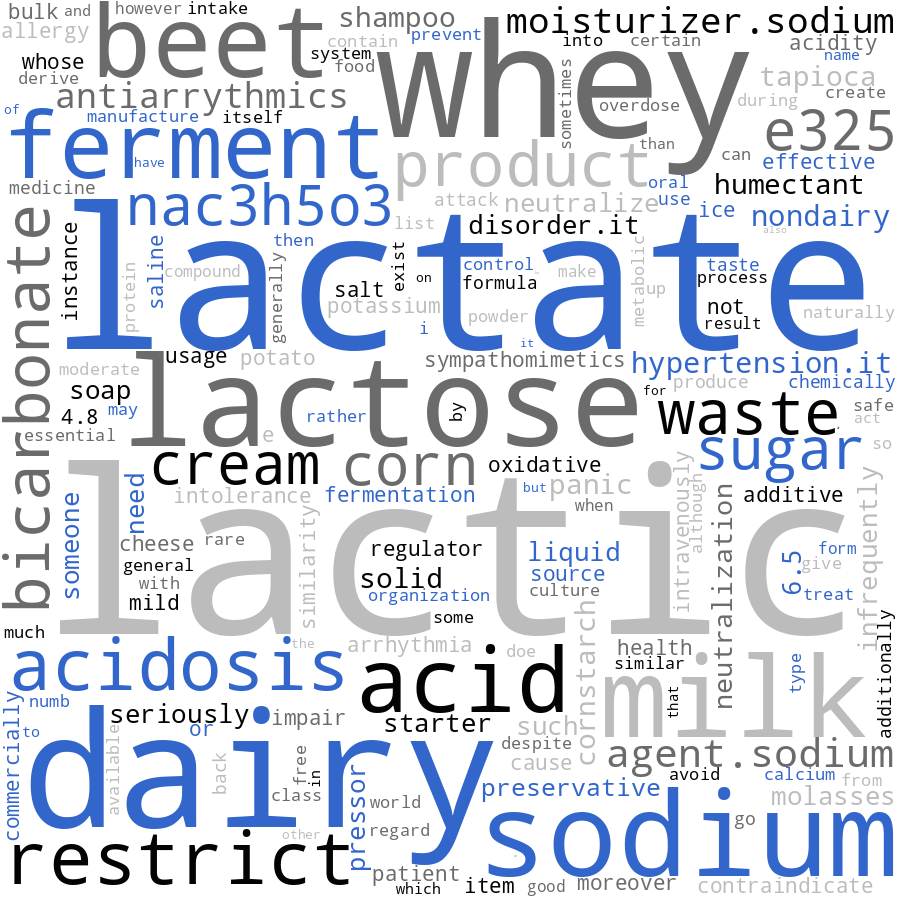 bulk and however intake
allergy
beet
shampoo
moisturizer.sodium
contain prevent into certain acidity
whose system
derive food
whey
name
tapioca
antiarrythmics
sometimes
overdose during create
of manufacture itself
ferment
have
than can
e325
effective
product
medicine
oral
use
humectant
nac3h5o3
attack neutralize
ice nondairy
list disorder.it also
bicarbonate
instance
saline
then
generally
exist
lactate
protein
compound
control
on
make
metabolic
up
taste
process
salt formula
potassium
powder
not
result
naturally
i
it
usage potato
sympathomimetics hypertension.it
moderate
lactose
for
produce chemically
soap
4.8 may
rather
by
waste
safe
act
essential
e
sugar
so
cream corn oxidative
intolerance fermentation
but
panic
when
additive
someone
need
similarity
intravenously
although
neutralization
infrequently
cheese rare
general
with
mild
regulator
solid
organization
some
liquid
source
culture
6.5
form
give
treat
lactic
much
the
acidosis
arrhythmia
doe
cornstarch
health
similar
that
type
additionally
numb
acid
milk
commercially
to
seriously
or
impair
starter
such
despite
cause
agent.sodium
available
back
free
in
class
dairy
pressor
world
regard
preservative
avoid calcium from
molasses
other
sodium
go
restrict
patient
which item good moreover contraindicate